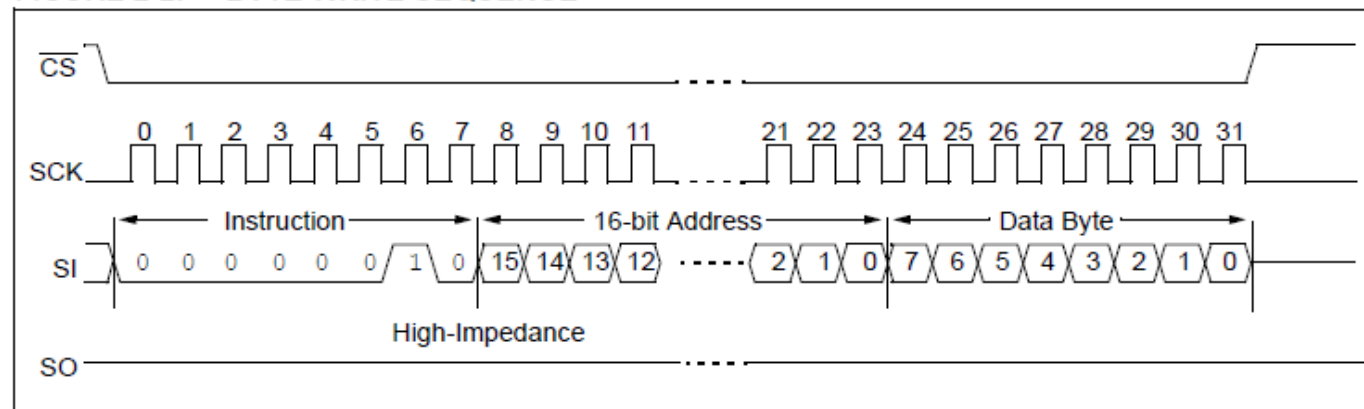 CS
0 1 2 3 4 5 6 7 8 9 10 11 21 22 23 24 25 26 27 28 29 30 31
SCK
Instruction 16-bit Address Data Byte
SI 0 0 0 0 0 0 1 0 15 14 13 12 2 1 0 7 6 5 4 3 2 1 0
High-Impedance
SO